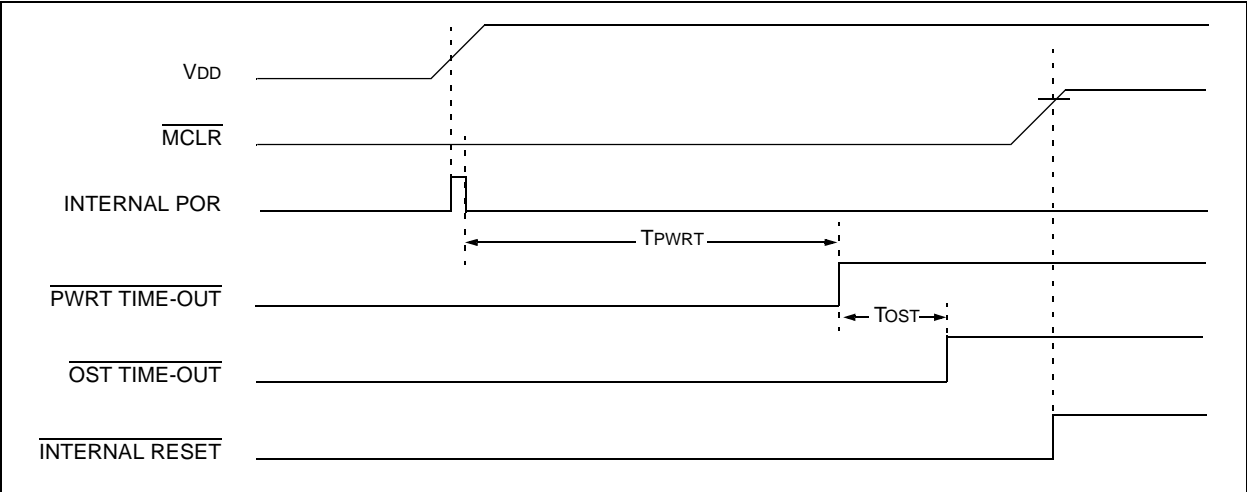 VDD
MCLR
INTERNAL POR
TPWRT
PWRT TIME-OUT
TOST
OST TIME-OUT
INTERNAL RESET